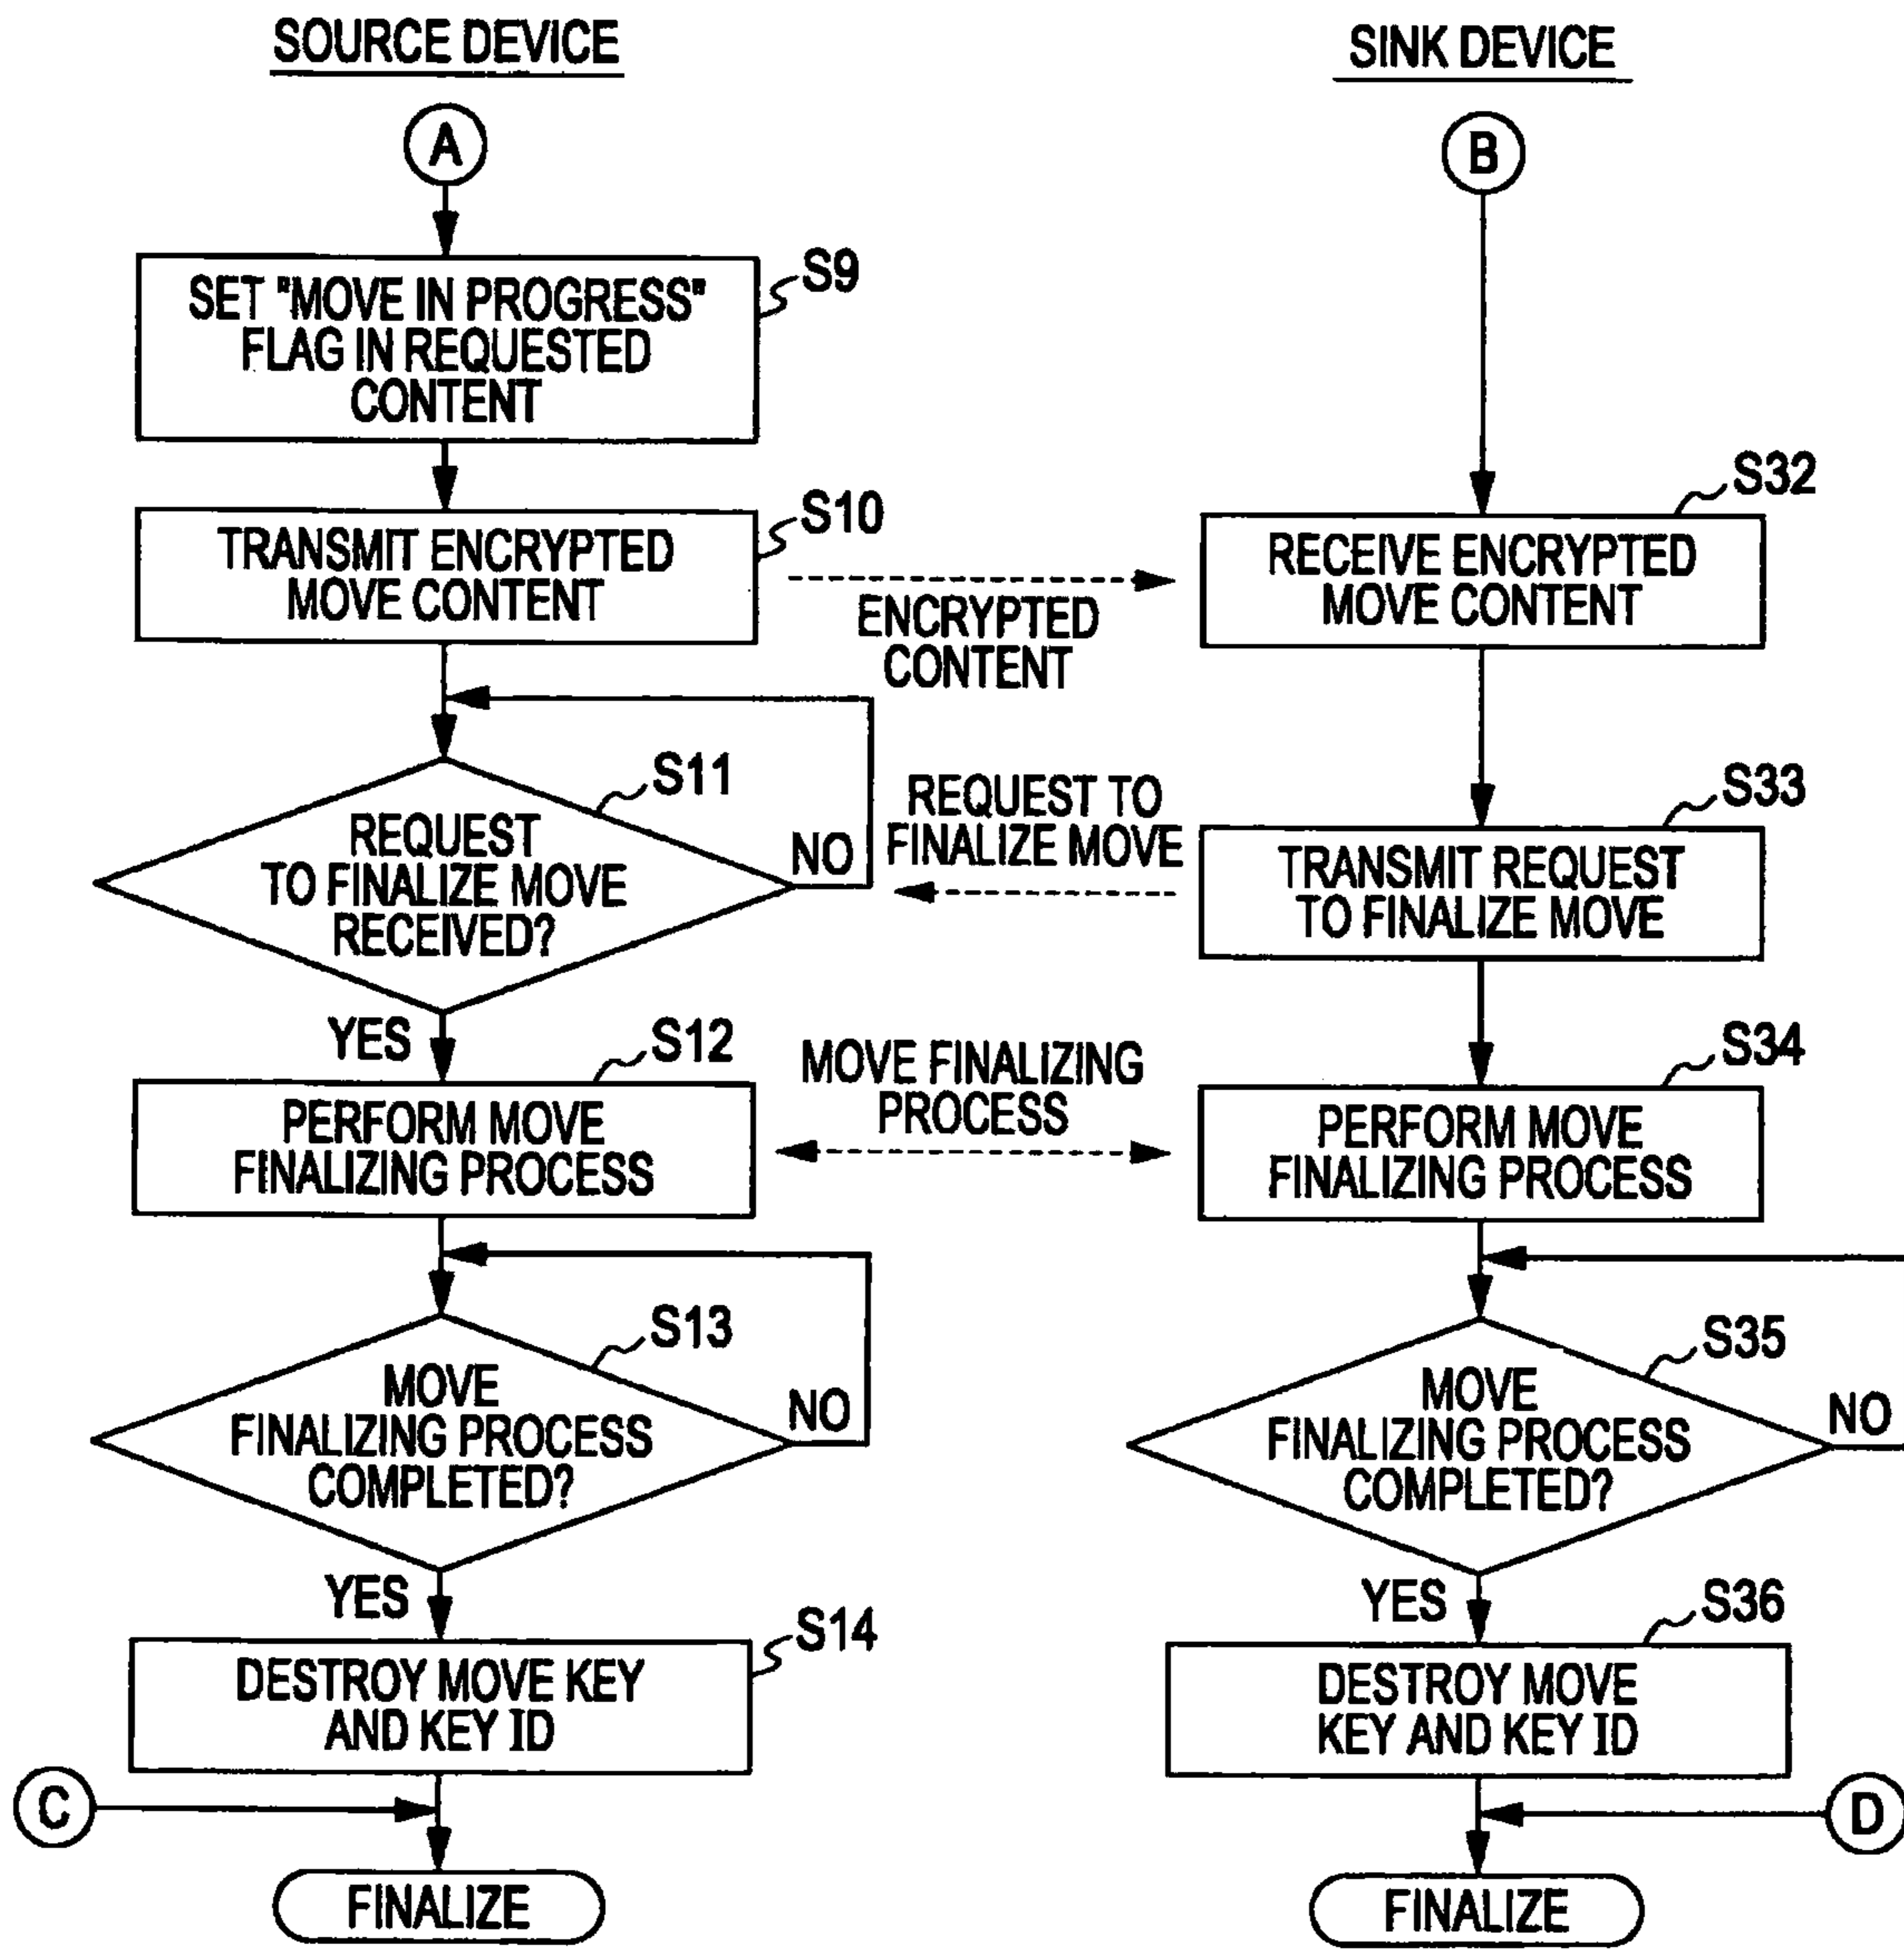 SOURCE DEVICE
A
SET "MOVE IN PROGRESS"
FLAG IN REQUESTED
CONTENT
S9
TRANSMIT ENCRYPTED
MOVE CONTENT
S10
ENCRYPTED
CONTENT
REQUEST
TO FINALIZE MOVE
RECEIVED?
S11
NO
YES
REQUEST TO
FINALIZE MOVE
PERFORM MOVE
FINALIZING PROCESS
S12
MOVE FINALIZING
PROCESS
MOVE
FINALIZING PROCESS
COMPLETED?
S13
NO
YES
DESTROY MOVE KEY
AND KEY ID
S14
C
FINALIZE
SINK DEVICE
B
S32
RECEIVE ENCRYPTED
MOVE CONTENT
S33
TRANSMIT REQUEST
TO FINALIZE MOVE
S34
PERFORM MOVE
FINALIZING PROCESS
S35
MOVE
FINALIZING PROCESS
COMPLETED?
NO
YES
S36
DESTROY MOVE
KEY AND KEY ID
D
FINALIZE